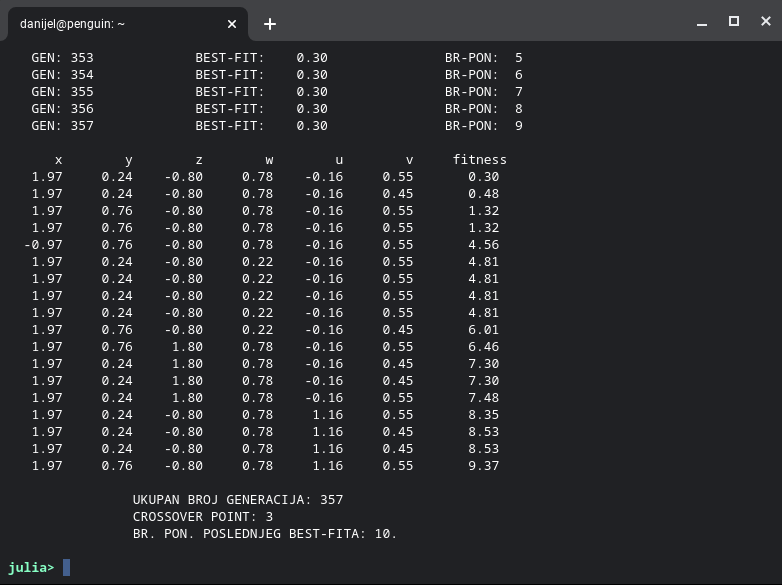 danijel@penguin: ~
GEN: 353 BEST-FIT: 0.30 BR-PON: 5
GEN: 354 BEST-FIT: 0.30 BR-PON: 6
GEN: 355 BEST-FIT: 0.30 BR-PON: 7
GEN: 356 BEST-FIT: 0.30 BR-PON: 8
GEN: 357 BEST-FIT: 0.30 BR-PON: 9
x y z w u v fitness
1.97 0.24 -0.80 0.78 -0.16 0.55 0.30
1.97 0.24 -0.80 0.78 -0.16 0.45 0.48
1.97 0.76 -0.80 0.78 -0.16 0.55 1.32
1.97 0.76 -0.80 0.78 -0.16 0.55 1.32
-0.97 0.76 -0.80 0.78 -0.16 0.55 4.56
1.97 0.24 -0.80 0.22 -0.16 0.55 4.81
1.97 0.24 -0.80 0.22 -0.16 0.55 4.81
1.97 0.24 -0.80 0.22 -0.16 0.55 4.81
1.97 0.24 -0.80 0.22 -0.16 0.55 4.81
1.97 0.76 -0.80 0.22 -0.16 0.45 6.01
1.97 0.76 1.80 0.78 -0.16 0.55 6.46
1.97 0.24 1.80 0.78 -0.16 0.45 7.30
1.97 0.24 1.80 0.78 -0.16 0.45 7.30
1.97 0.24 1.80 0.78 -0.16 0.55 7.48
1.97 0.24 -0.80 0.78 1.16 0.55 8.35
1.97 0.24 -0.80 0.78 1.16 0.45 8.53
1.97 0.24 -0.80 0.78 1.16 0.45 8.53
1.97 0.76 -0.80 0.78 1.16 0.55 9.37
UKUPAN BROJ GENERACIJA: 357
CROSSOVER POINT: 3
BR. PON. POSLEDNJEG BEST-FITA: 10.
julia>